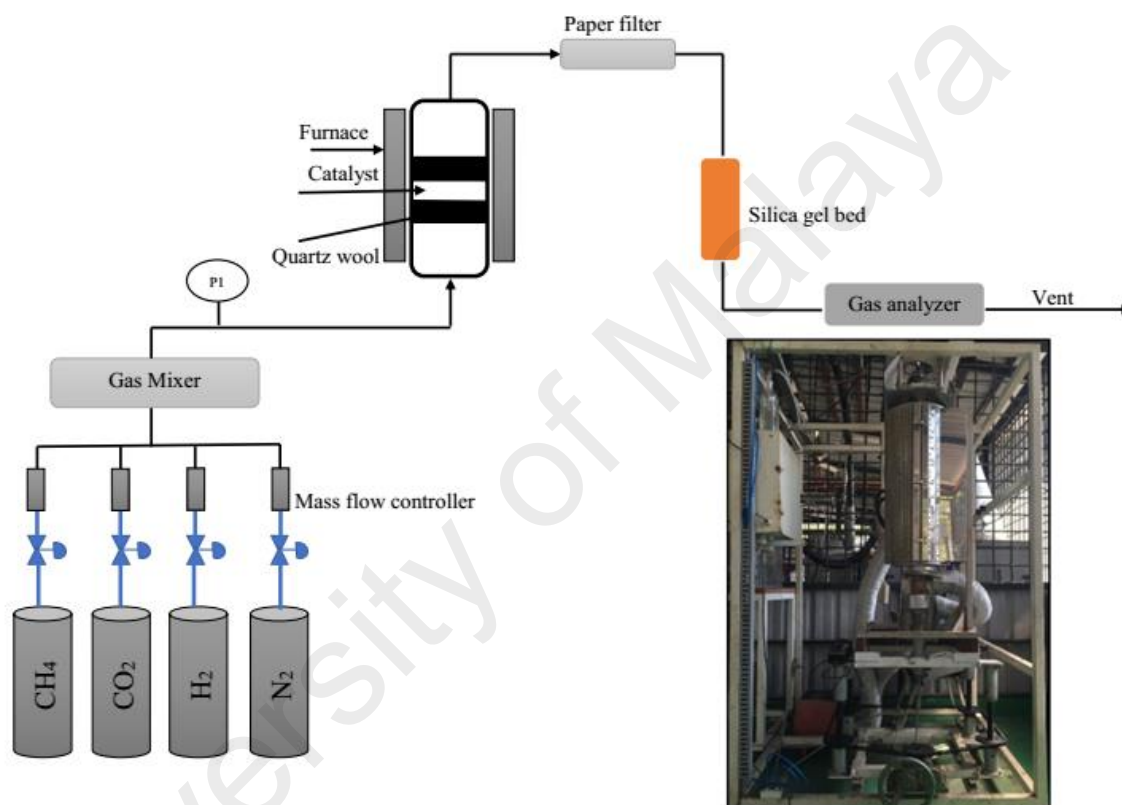 Paper filter
Furnace
Catalyst
Quartz wool
Silica gel bed
P1
Gas analyzer
Vent
Gas Mixer
Mass flow controller
CH₄
CO₂
H₂
N₂
University of Malaya